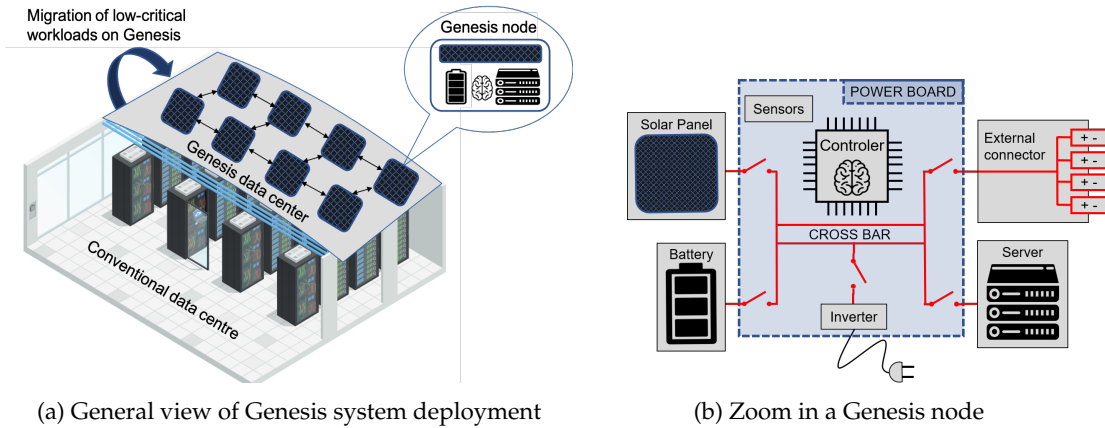 Migration of low-critical
workloads on Genesis
Genesis node
Genesis data center
Conventional data centre
(a) General view of Genesis system deployment
POWER BOARD
Sensors
Solar Panel
Controler
External
connector
+ -
+ -
+ -
+ -
CROSS BAR
Battery
Server
Inverter
(b) Zoom in a Genesis node